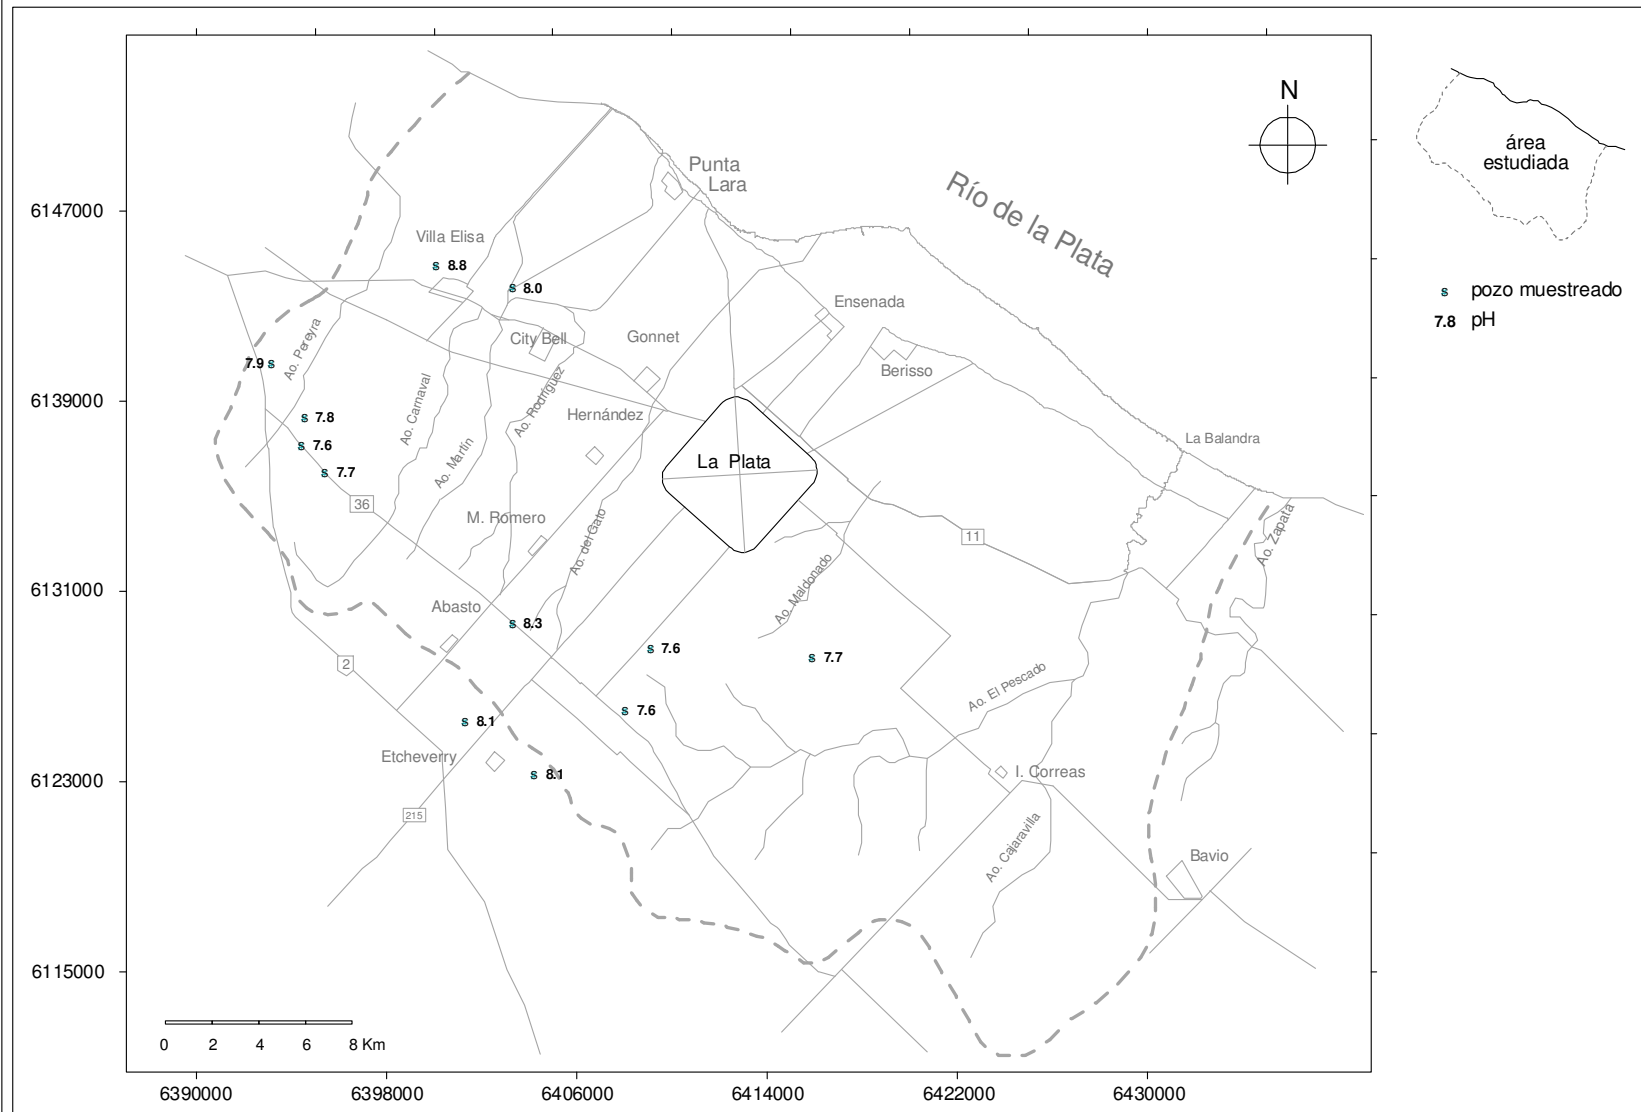 N
Punta
Lara
Río de la Plata
área
estudiada
6147000
Villa Elisa
s 8.8
s 8.0
s pozo muestreado
7.8 pH
Ensenada
City Bell
Gonnet
Ao. Pereyra
7.9 s
Berisso
6139000
Ao. Carnaval
Ao. Rodríguez
Hernández
s 7.8
s 7.6
s 7.7
Ao. Martín
La Plata
La Balandra
36
M. Romero
Ao. del Gato
11
Ao. Zapata
6131000
Ao. Maldonado
Abasto
s 8.3
s 7.6
s 7.7
2
Ao. El Pescado
s 7.6
s 8.1
Etcheverry
s 8.1
I. Correas
6123000
215
Ao. Cajaravilla
Bavio
6115000
0 2 4 6 8 Km
6390000 6398000 6406000 6414000 6422000 6430000